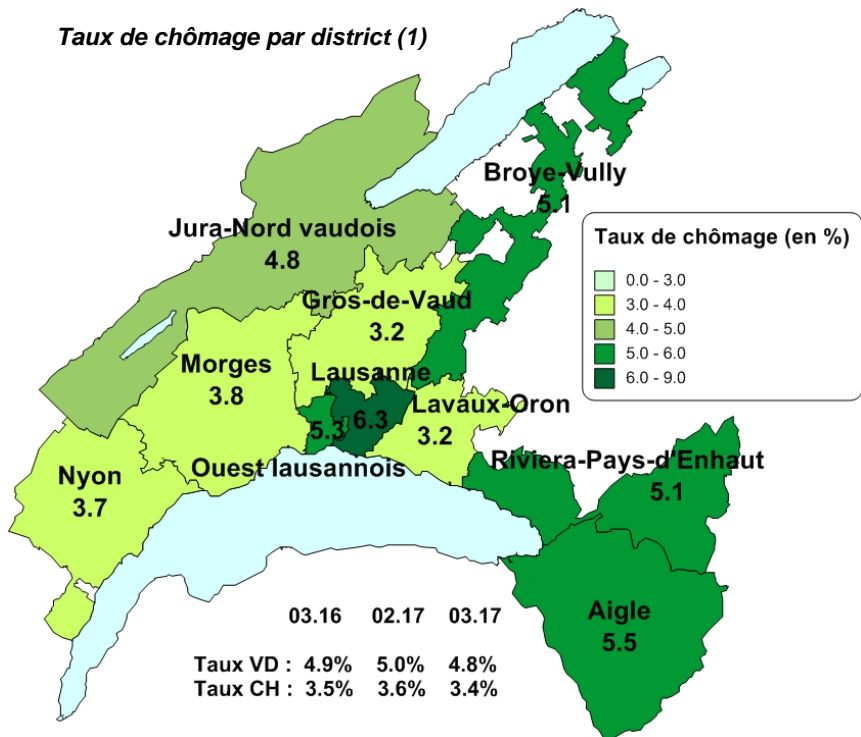 Taux de chômage par district (1)
Broye-Vully
5.1
Jura-Nord vaudois
4.8
Taux de chômage (en %)
0.0 - 3.0
3.0 - 4.0
4.0 - 5.0
5.0 - 6.0
6.0 - 9.0
Gros-de-Vaud
3.2
Morges
3.8
Lausanne
6.3
5.3
Lavaux-Oron
3.2
Ouest lausannois
Riviera-Pays-d'Enhaut
5.1
Nyon
3.7
Aigle
5.5
03.16 02.17 03.17
Taux VD : 4.9% 5.0% 4.8%
Taux CH : 3.5% 3.6% 3.4%